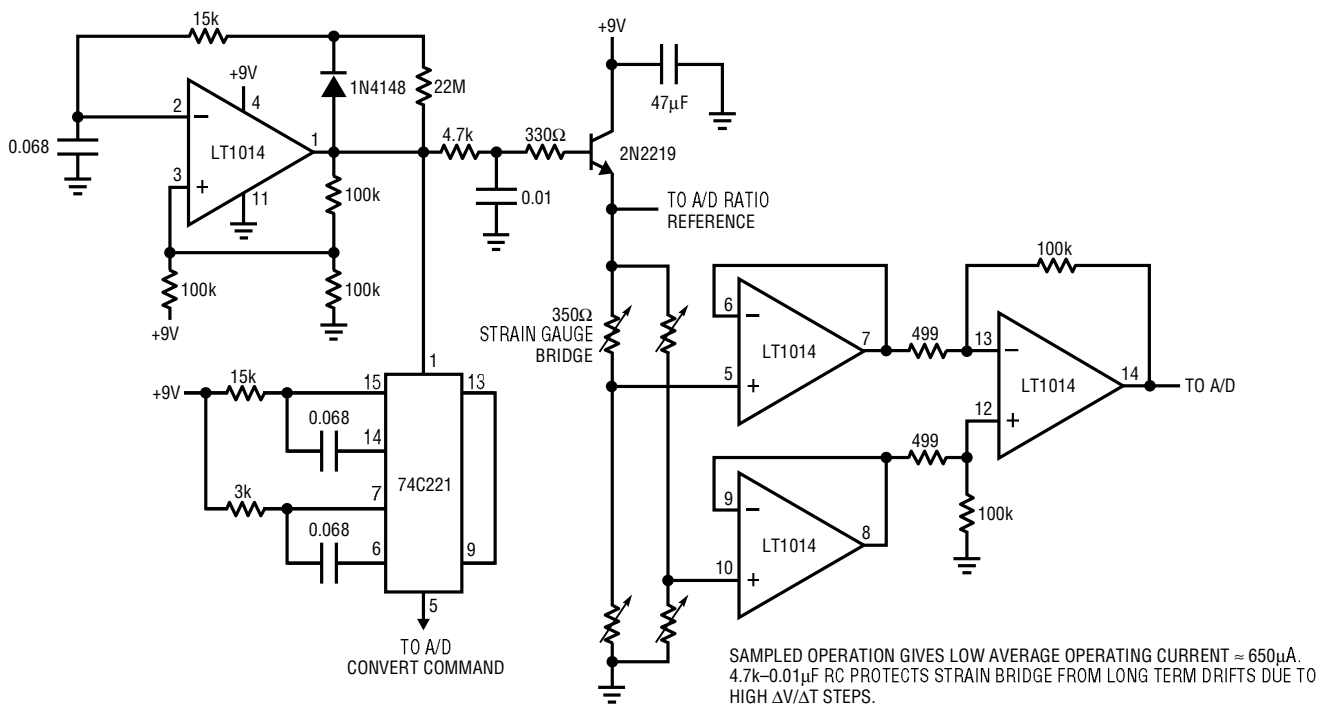 15k
+9V
1N4148
22M
+9V
47µF
2
4
1
LT1014
0.068
3
11
4.7k
330Ω
2N2219
0.01
100k
TO A/D RATIO
REFERENCE
100k
100k
+9V
350Ω
STRAIN GAUGE
BRIDGE
100k
6
7
LT1014
5
499
13
LT1014
14
TO A/D
12
1
+9V
15k
15
13
0.068
14
74C221
3k
7
0.068
6
9
5
TO A/D
CONVERT COMMAND
499
9
8
LT1014
10
100k
SAMPLED OPERATION GIVES LOW AVERAGE OPERATING CURRENT ≈ 650µA.
4.7k–0.01µF RC PROTECTS STRAIN BRIDGE FROM LONG TERM DRIFTS DUE TO
HIGH ΔV/ΔT STEPS.